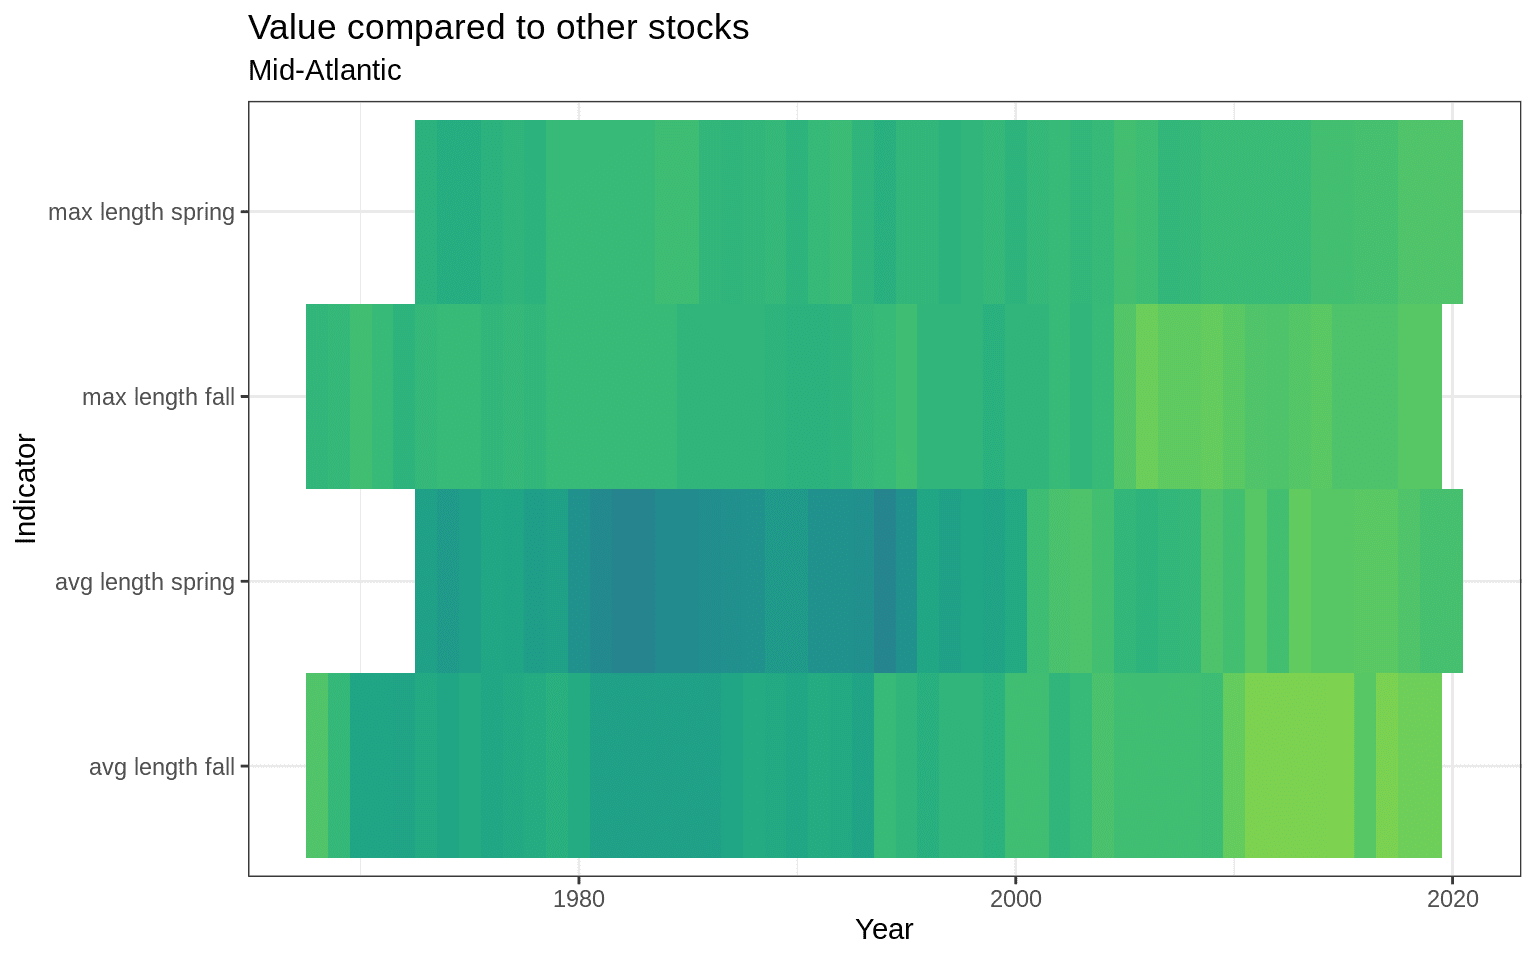 Value compared to other stocks
Mid-Atlantic
Indicator
max length spring
max length fall
avg length spring
avg length fall
1980 2000 2020
Year